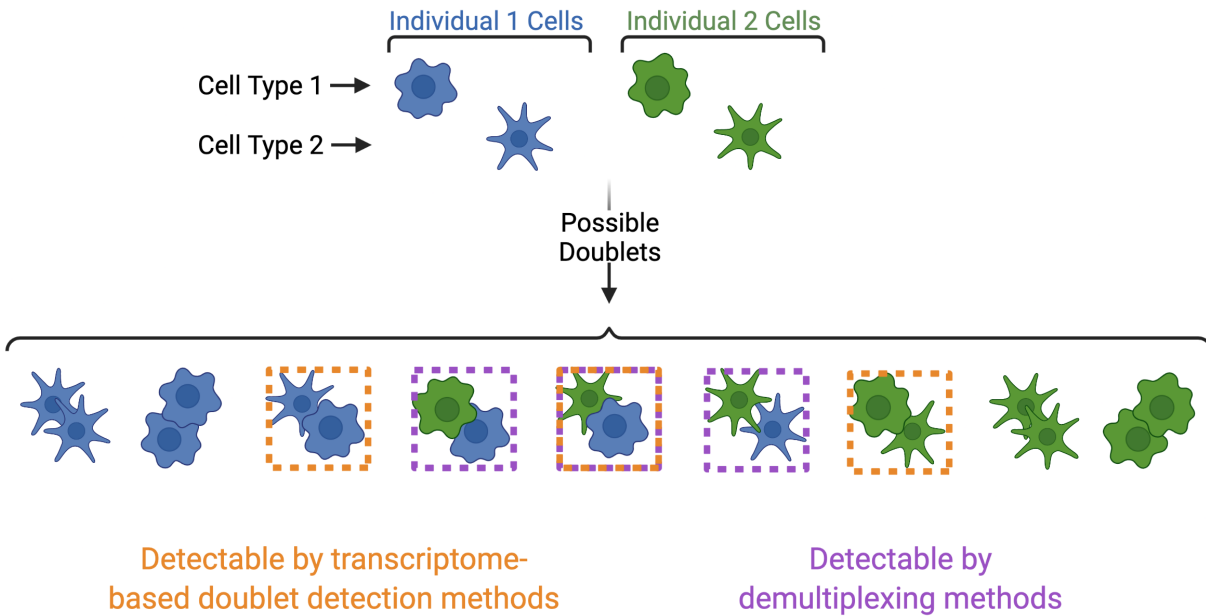 Individual 1 Cells
Individual 2 Cells
Cell Type 1
Cell Type 2
Possible
Doublets
Detectable by transcriptome-
based doublet detection methods
Detectable by
demultiplexing methods